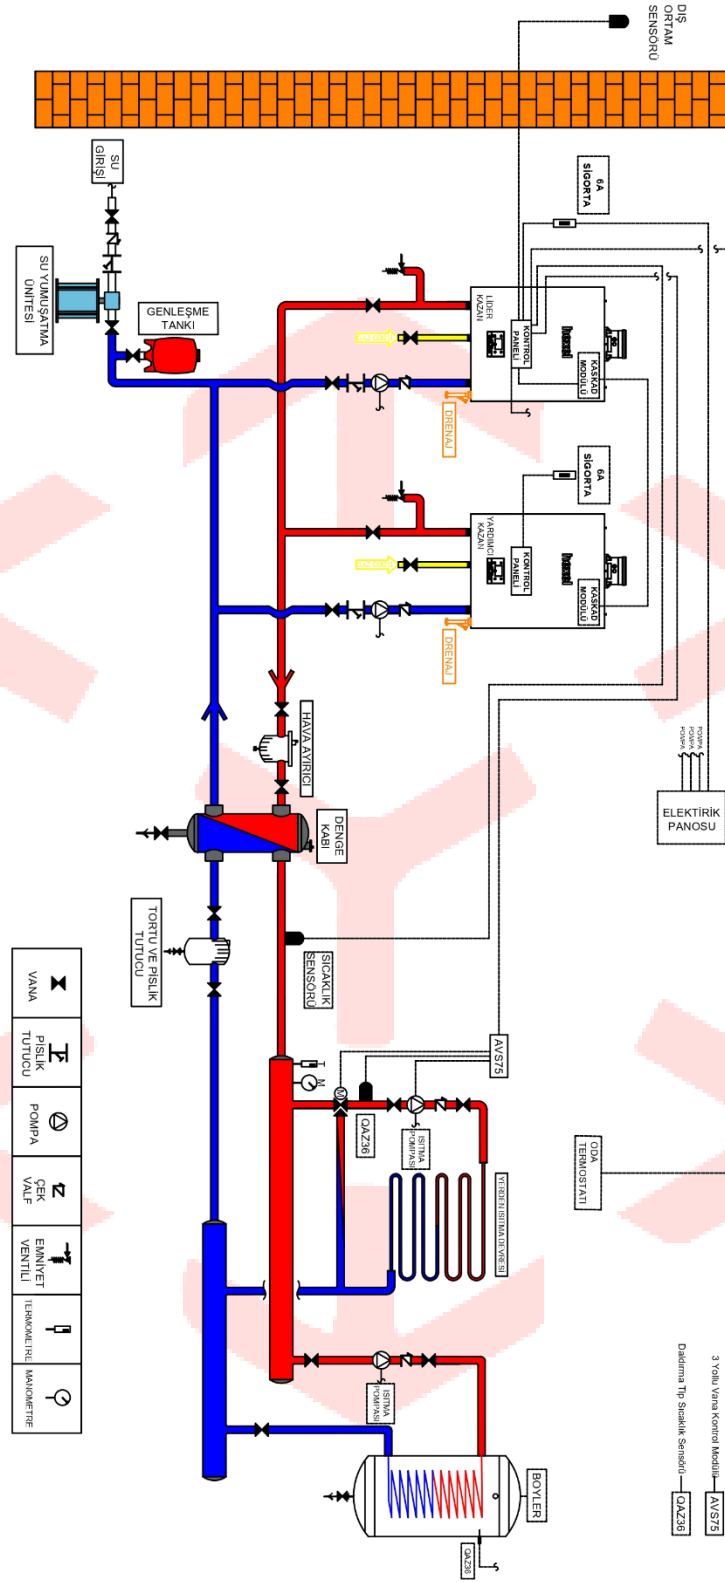 DIŞ
ORTAM
SENSÖRÜ
SU
GİRİŞİ
SU YUMUŞATMA
ÜNİTESİ
GENLEŞME
TANKI
6A
SİGORTA
LİDER
KAZAN
KONTROL
PANELİ
KASKAD
MODÜLÜ
DRENAJ
6A
SİGORTA
YARDIMCI
KAZAN
KONTROL
PANELİ
KASKAD
MODÜLÜ
DRENAJ
HAVA AYIRICI
DENGE
KABI
POMPA
POMPA
POMPA
ELEKTİRİK
PANOSU
TORTU VE PİSLİK
TUTUCU
SICAKLIK
SENSÖRÜ
T
M
M
AVS75
QAZ36
ISITMA
POMPASI
YERDEN ISITMA DEVRESİ
ODA
TERMOSTATI
ISITMA
POMPASI
BOYLER
QAZ36
3 Yollu Vana Kontrol Modülü
AVS75
Daldırma Tip Sıcaklık Sensörü
QAZ36
VANA
PİSLİK
TUTUCU
POMPA
ÇEK
VALF
EMNİYET
VENTİLİ
TERMOMETRE
MANOMETRE